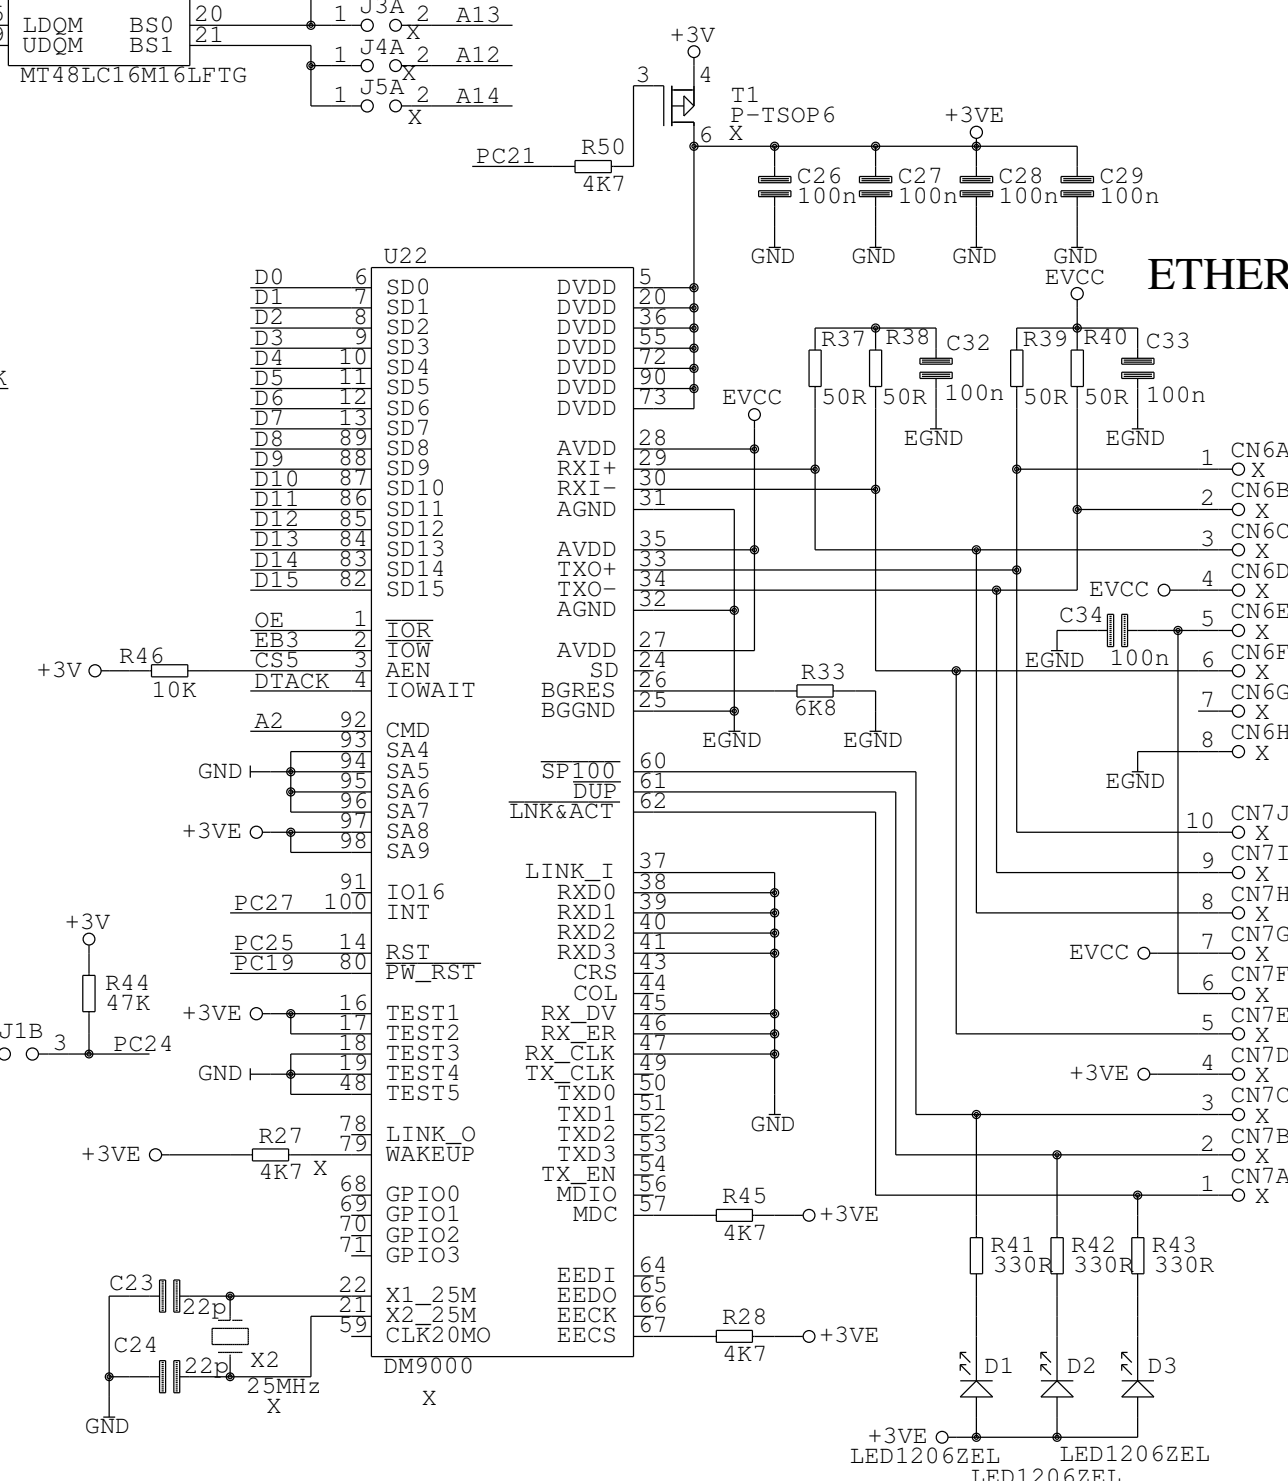 LDQM BS0 20 1 J3A 2 A13
X
UDQM BS1 21
MT48LC16M16LFTG
1 J4A 2 A12
X
1 J5A 2 A14
X
+3V
3 4
T1
P-TSOP6
X
6
+3VE
PC21 R50
4K7
C26 C27 C28 C29
100n 100n 100n 100n
GND GND GND GND
EVCC
ETHER
U22
D0 6 SD0 DVDD 5
D1 7 SD1 DVDD 20
D2 8 SD2 DVDD 36
D3 9 SD3 DVDD 55
D4 10 SD4 DVDD 72
D5 11 SD5 DVDD 90
D6 12 SD6 DVDD 73
D7 13 SD7
D8 89 SD8 AVDD 28
D9 88 SD9 RXI+ 29
D10 87 SD10 RXI- 30
D11 86 SD11 AGND 31
D12 85 SD12
D13 84 SD13 AVDD 35
D14 83 SD14 TXO+ 33
D15 82 SD15 TXO- 34
AGND 32
R37 R38 C32 R39 R40 C33
50R 50R 100n 50R 50R 100n
EVCC
EGND EGND
OE 1 IOR
EB3 2 IOW AVDD 27
CS5 3 AEN SD 24
DTACK 4 IOWAIT BGRES 26
BGGND 25
+3V R46
10K
R33
6K8
EGND EGND
A2 92 CMD
93 SA4
GND 94 SA5 SP100 60
95 SA6 DUP 61
96 SA7 LNK&ACT 62
+3VE 97 SA8
98 SA9
LINK_I 37
91 IO16 RXD0 38
PC27 100 INT RXD1 39
RXD2 40
PC25 14 RST RXD3 41
PC19 80 PW_RST CRS 43
COL 44
+3VE 16 TEST1 RX_DV 45
17 TEST2 RX_ER 46
18 TEST3 RX_CLK 47
GND 19 TEST4 TX_CLK 49
48 TEST5 TXD0 50
TXD1 51
78 LINK_O TXD2 52
79 WAKEUP TXD3 53
TX_EN 54
68 GPIO0 MDIO 56
69 GPIO1 MDC 57
70 GPIO2
71 GPIO3
EEDI 64
22 X1_25M EEDO 65
21 X2_25M EECK 66
59 CLK20MO EECS 67
DM9000
X
GND
+3V
R44
47K
J1B 3 PC24
+3VE R27
4K7 X
R45 +3VE
4K7
R28 +3VE
4K7
C23
22p
C24
22p X2
25MHz
X
GND
1 CN6A
X
2 CN6B
X
3 CN6C
X
EVCC 4 CN6D
X
C34 5 CN6E
X
EGND 100n
6 CN6F
X
7 CN6G
X
8 CN6H
X
EGND
10 CN7J
X
9 CN7I
X
8 CN7H
X
EVCC 7 CN7G
X
6 CN7F
X
5 CN7E
X
+3VE 4 CN7D
X
3 CN7C
X
2 CN7B
X
1 CN7A
X
R41 R42 R43
330R 330R 330R
D1 D2 D3
+3VE
LED1206ZEL LED1206ZEL
LED1206ZEL